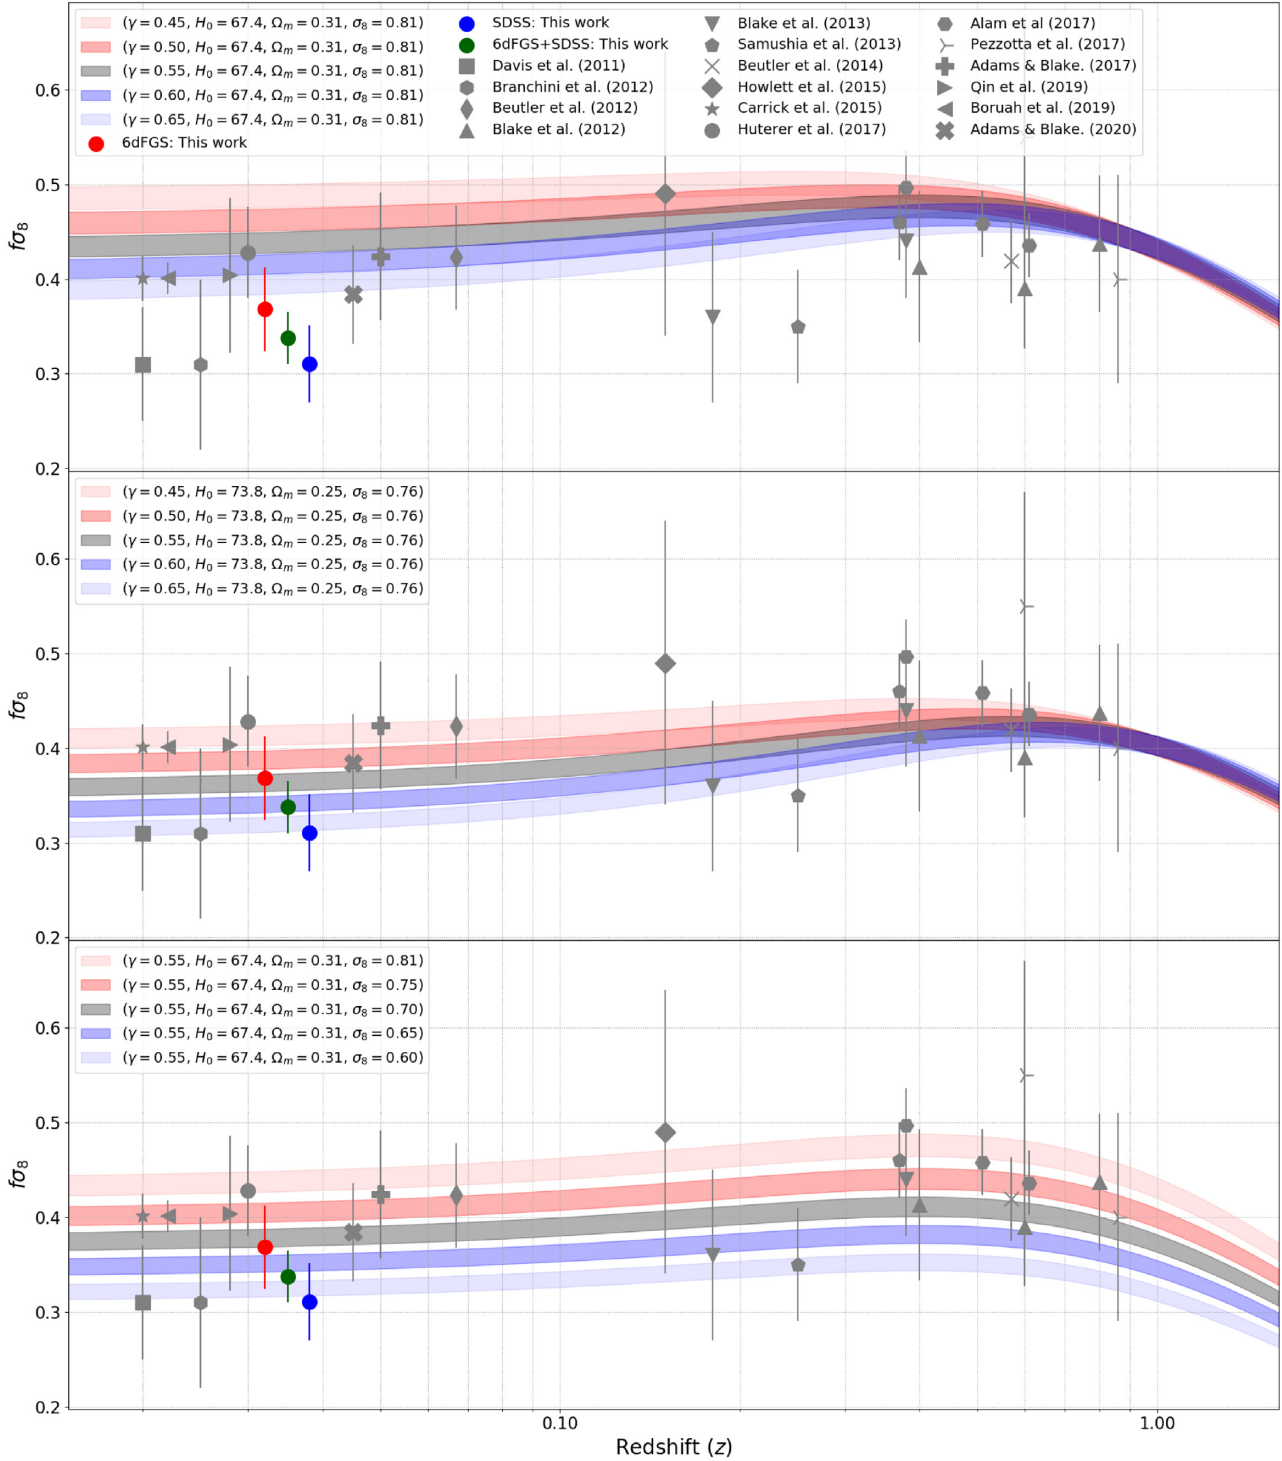 (γ = 0.45, H₀ = 67.4, Ωₘ = 0.31, σ₈ = 0.81)
(γ = 0.50, H₀ = 67.4, Ωₘ = 0.31, σ₈ = 0.81)
(γ = 0.55, H₀ = 67.4, Ωₘ = 0.31, σ₈ = 0.81)
(γ = 0.60, H₀ = 67.4, Ωₘ = 0.31, σ₈ = 0.81)
(γ = 0.65, H₀ = 67.4, Ωₘ = 0.31, σ₈ = 0.81)
6dFGS: This work
SDSS: This work
6dFGS+SDSS: This work
Davis et al. (2011)
Branchini et al. (2012)
Beutler et al. (2012)
Blake et al. (2012)
Blake et al. (2013)
Samushia et al. (2013)
Beutler et al. (2014)
Howlett et al. (2015)
Carrick et al. (2015)
Huterer et al. (2017)
Alam et al (2017)
Pezzotta et al. (2017)
Adams & Blake. (2017)
Qin et al. (2019)
Boruah et al. (2019)
Adams & Blake. (2020)
0.6
0.5
0.4
0.3
0.2
fσ₈
(γ = 0.45, H₀ = 73.8, Ωₘ = 0.25, σ₈ = 0.76)
(γ = 0.50, H₀ = 73.8, Ωₘ = 0.25, σ₈ = 0.76)
(γ = 0.55, H₀ = 73.8, Ωₘ = 0.25, σ₈ = 0.76)
(γ = 0.60, H₀ = 73.8, Ωₘ = 0.25, σ₈ = 0.76)
(γ = 0.65, H₀ = 73.8, Ωₘ = 0.25, σ₈ = 0.76)
0.6
0.5
0.4
0.3
0.2
fσ₈
(γ = 0.55, H₀ = 67.4, Ωₘ = 0.31, σ₈ = 0.81)
(γ = 0.55, H₀ = 67.4, Ωₘ = 0.31, σ₈ = 0.75)
(γ = 0.55, H₀ = 67.4, Ωₘ = 0.31, σ₈ = 0.70)
(γ = 0.55, H₀ = 67.4, Ωₘ = 0.31, σ₈ = 0.65)
(γ = 0.55, H₀ = 67.4, Ωₘ = 0.31, σ₈ = 0.60)
0.6
0.5
0.4
0.3
0.2
fσ₈
0.10
1.00
Redshift (z)